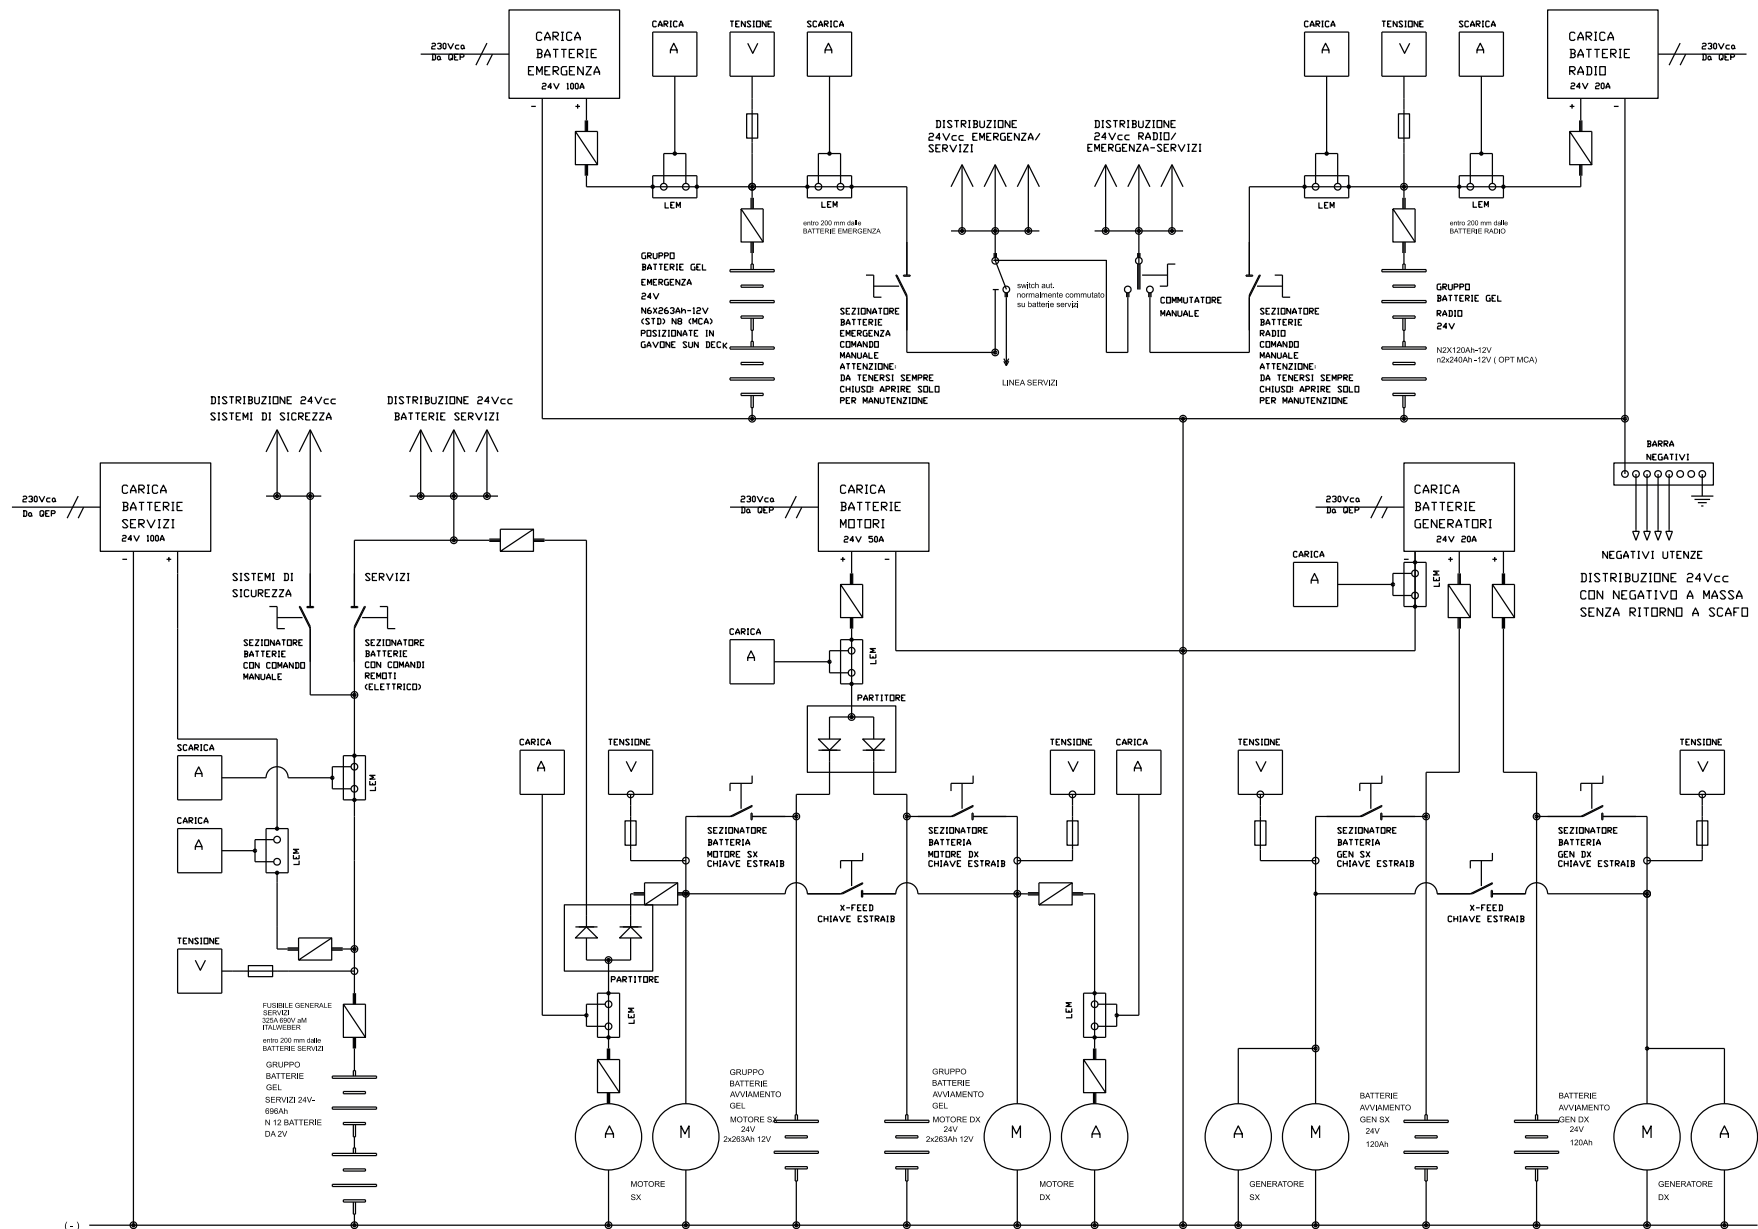 CARICA
BATTERIE
EMERGENZA
24V 100A
230Vca
Da QEP
-
+
CARICA
A
TENSIONE
V
SCARICA
A
LEM
LEM
entro 200 mm dalle
BATTERIE EMERGENZA
GRUPPO
BATTERIE GEL
EMERGENZA
24V
N6X263Ah-12V
(STD) N8 (MCA)
POSIZIONATE IN
GAVONE SUN DECK
SEZIONATORE
BATTERIE
EMERGENZA
COMANDO
MANUALE
ATTENZIONE:
DA TENERSI SEMPRE
CHIUSO! APRIRE SOLO
PER MANUTENZIONE
DISTRIBUZIONE
24Vcc EMERGENZA/
SERVIZI
DISTRIBUZIONE
24Vcc RADIO/
EMERGENZA-SERVIZI
switch aut.
normalmente commutato
su batterie servizi
LINEA SERVIZI
COMMUTATORE
MANUALE
SEZIONATORE
BATTERIE
RADIO
COMANDO
MANUALE
ATTENZIONE:
DA TENERSI SEMPRE
CHIUSO! APRIRE SOLO
PER MANUTENZIONE
CARICA
A
TENSIONE
V
SCARICA
A
LEM
LEM
entro 200 mm dalle
BATTERIE RADIO
CARICA
BATTERIE
RADIO
24V 20A
230Vca
Da QEP
+
-
GRUPPO
BATTERIE GEL
RADIO
24V
N2X120Ah-12V
n2x240Ah-12V ( OPT MCA)
DISTRIBUZIONE 24Vcc
SISTEMI DI SICREZZA
DISTRIBUZIONE 24Vcc
BATTERIE SERVIZI
CARICA
BATTERIE
SERVIZI
24V 100A
230Vca
Da QEP
-
+
SISTEMI DI
SICUREZZA
SERVIZI
SEZIONATORE
BATTERIE
CON COMANDO
MANUALE
SEZIONATORE
BATTERIE
CON COMANDI
REMOTI
(ELETTRICO)
SCARICA
A
LEM
CARICA
A
LEM
TENSIONE
V
FUSIBILE GENERALE
SERVIZI
325A 690V aM
ITALWEBER
entro 200 mm dalle
BATTERIE SERVIZI
GRUPPO
BATTERIE
GEL
SERVIZI 24V-
696Ah
N 12 BATTERIE
DA 2V
(-)
CARICA
BATTERIE
MOTORI
24V 50A
230Vca
Da QEP
+
-
CARICA
A
LEM
PARTITORE
CARICA
A
TENSIONE
V
SEZIONATORE
BATTERIA
MOTORE SX
CHIAVE ESTRAIB
SEZIONATORE
BATTERIA
MOTORE DX
CHIAVE ESTRAIB
TENSIONE
V
CARICA
A
X-FEED
CHIAVE ESTRAIB
PARTITORE
LEM
LEM
A
M
MOTORE
SX
GRUPPO
BATTERIE
AVVIAMENTO
GEL
MOTORE SX
24V
2x263Ah 12V
GRUPPO
BATTERIE
AVVIAMENTO
GEL
MOTORE DX
24V
2x263Ah 12V
M
A
MOTORE
DX
CARICA
BATTERIE
GENERATORI
24V 20A
230Vca
Da QEP
-
+
+
CARICA
A
LEM
BARRA
NEGATIVI
NEGATIVI UTENZE
DISTRIBUZIONE 24Vcc
CON NEGATIVO A MASSA
SENZA RITORNO A SCAFO
TENSIONE
V
SEZIONATORE
BATTERIA
GEN SX
CHIAVE ESTRAIB
SEZIONATORE
BATTERIA
GEN DX
CHIAVE ESTRAIB
TENSIONE
V
X-FEED
CHIAVE ESTRAIB
A
M
GENERATORE
SX
BATTERIE
AVVIAMENTO
GEN SX
24V
120Ah
BATTERIE
AVVIAMENTO
GEN DX
24V
120Ah
M
A
GENERATORE
DX